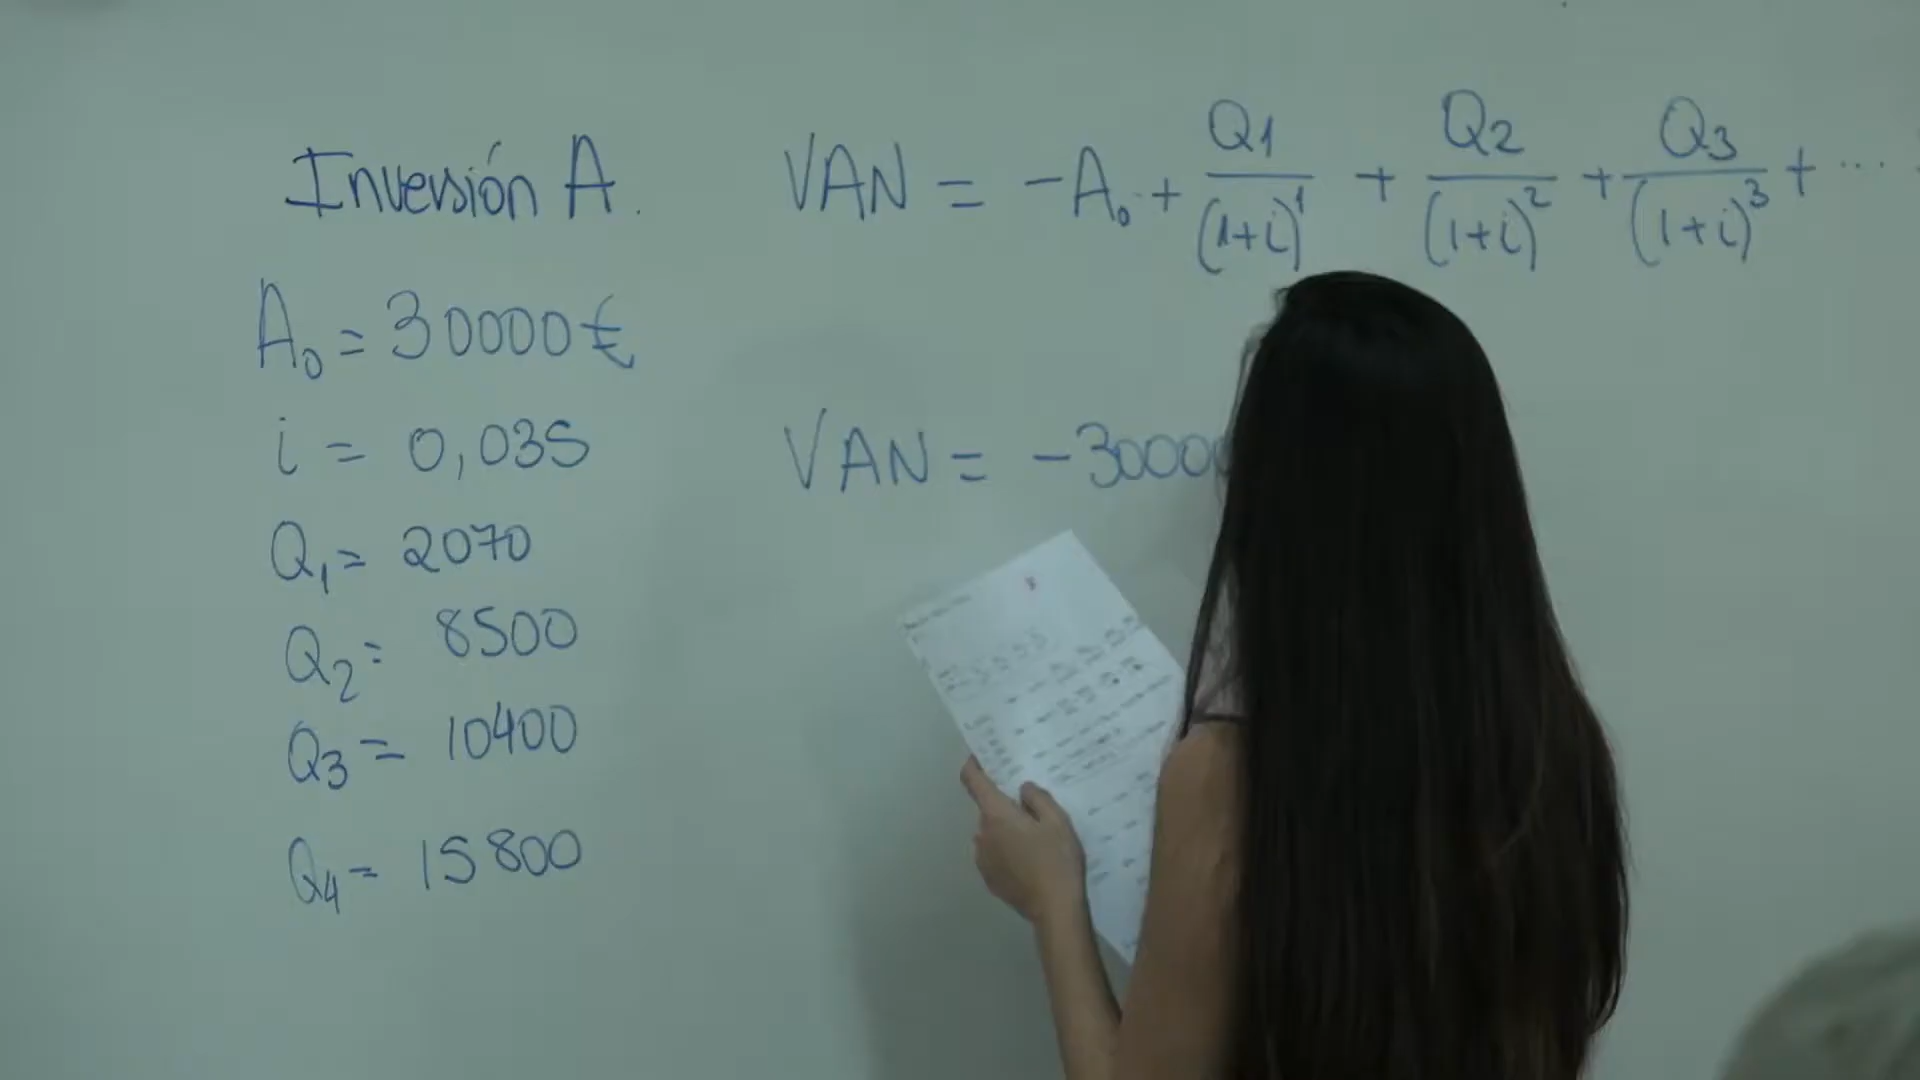 Inversión A.
VAN = -A₀ + Q1/(1+i)¹ + Q2/(1+i)² + Q3/(1+i)³ + ...
A₀ = 30000 €
i = 0,035
VAN = -30000
Q₁ = 2070
Q₂ = 8500
Q₃ = 10400
Q₄ = 15800